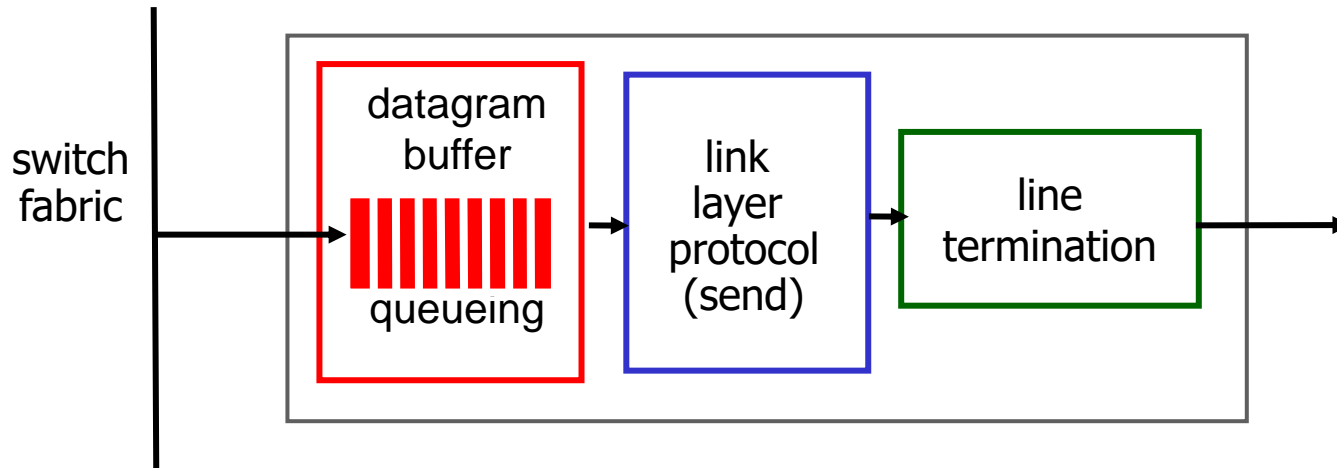 switch
fabric
datagram
buffer
queueing
link
layer
protocol
(send)
line
termination